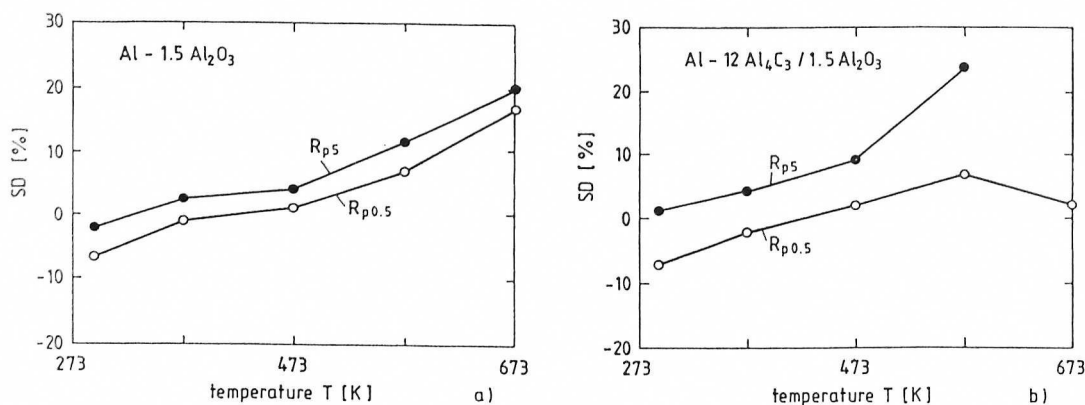 30
20
10
0
-10
-20
SD [%]
Al - 1.5 Al₂O₃
Rp5
Rp0.5
273
473
673
temperature T [K]
a)
30
20
10
0
-10
-20
SD [%]
Al - 12 Al₄C₃ / 1.5 Al₂O₃
Rp5
Rp0.5
273
473
673
temperature T [K]
b)